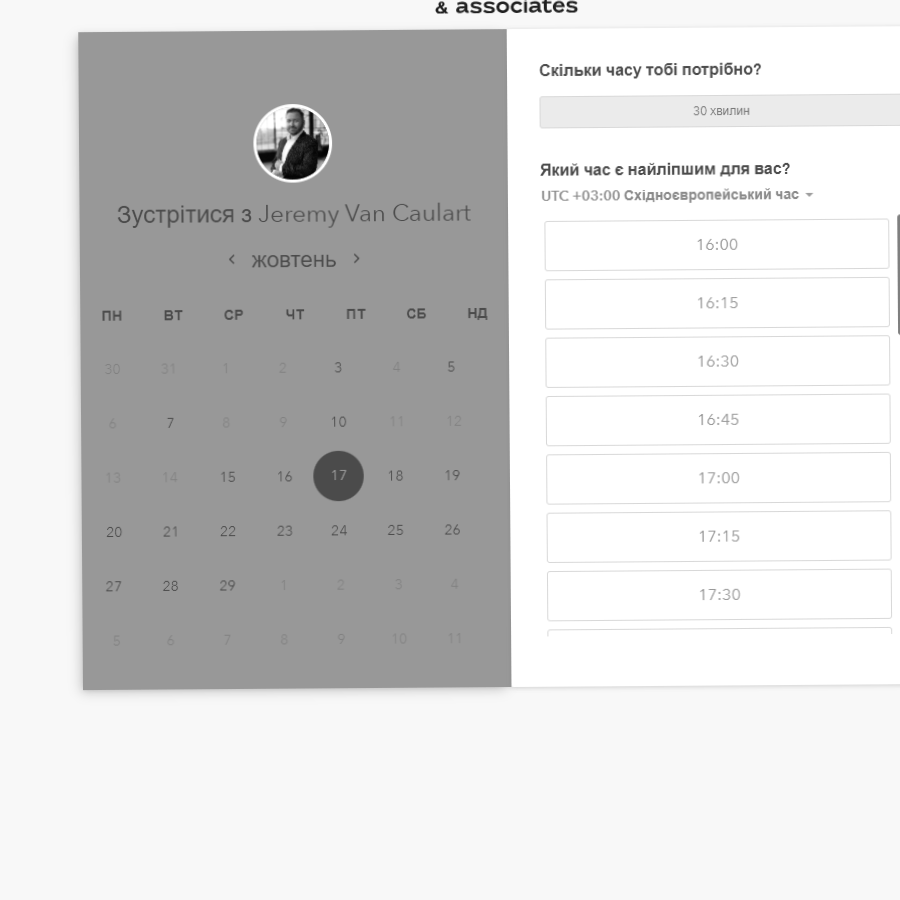 & associates
Зустрітися з Jeremy Van Caulart
жовтень
ПН ВТ СР ЧТ ПТ СБ НД
30 31 1 2 3 4 5
6 7 8 9 10 11 12
13 14 15 16 17 18 19
20 21 22 23 24 25 26
27 28 29 1 2 3 4
5 6 7 8 9 10 11
Скільки часу тобі потрібно?
30 хвилин
Який час є найліпшим для вас?
UTC +03:00 Східноєвропейський час
16:00
16:15
16:30
16:45
17:00
17:15
17:30